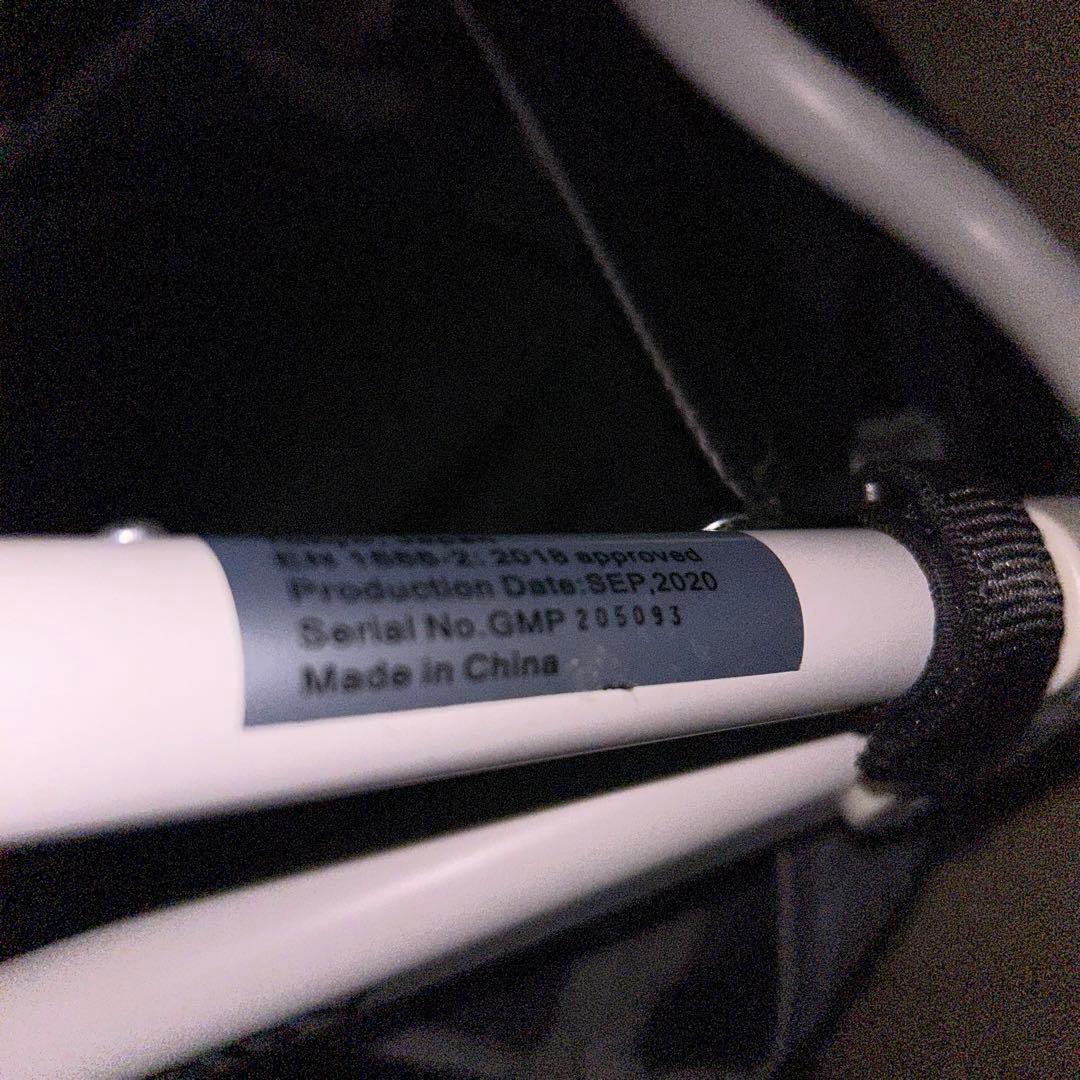 EN 1888-2: 2018 approved
Production Date:SEP,2020
Serial No.GMP 205093
Made in China